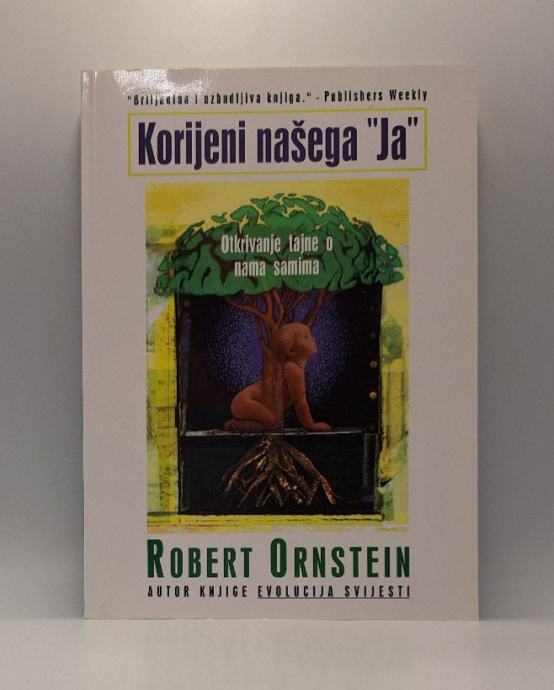 "Briljantna i uzbudljiva knjiga." - Publishers Weekly
Korijeni našega "Ja"
Otkrivanje tajne o
nama samima
ROBERT ORNSTEIN
AUTOR KNJIGE EVOLUCIJA SVIJESTI